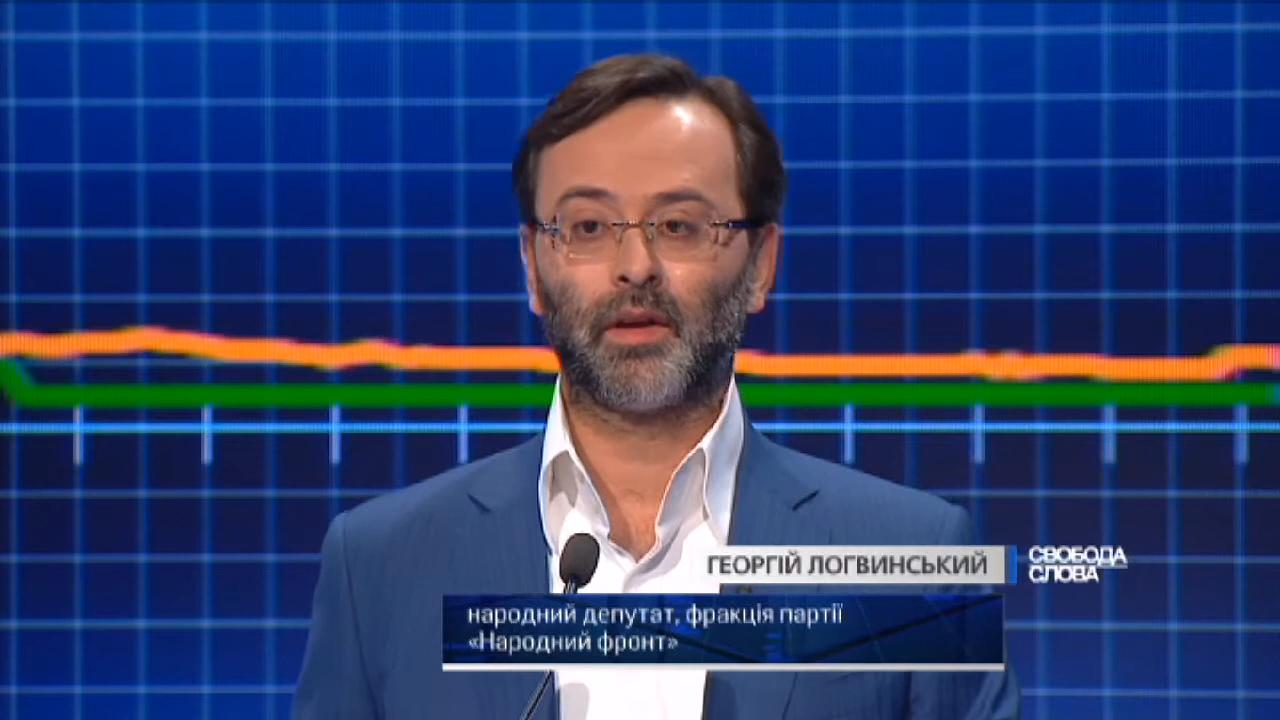 ГЕОРГІЙ ЛОГВИНСЬКИЙ
СВОБОДА
СЛОВА
народний депутат, фракція партії
«Народний фронт»